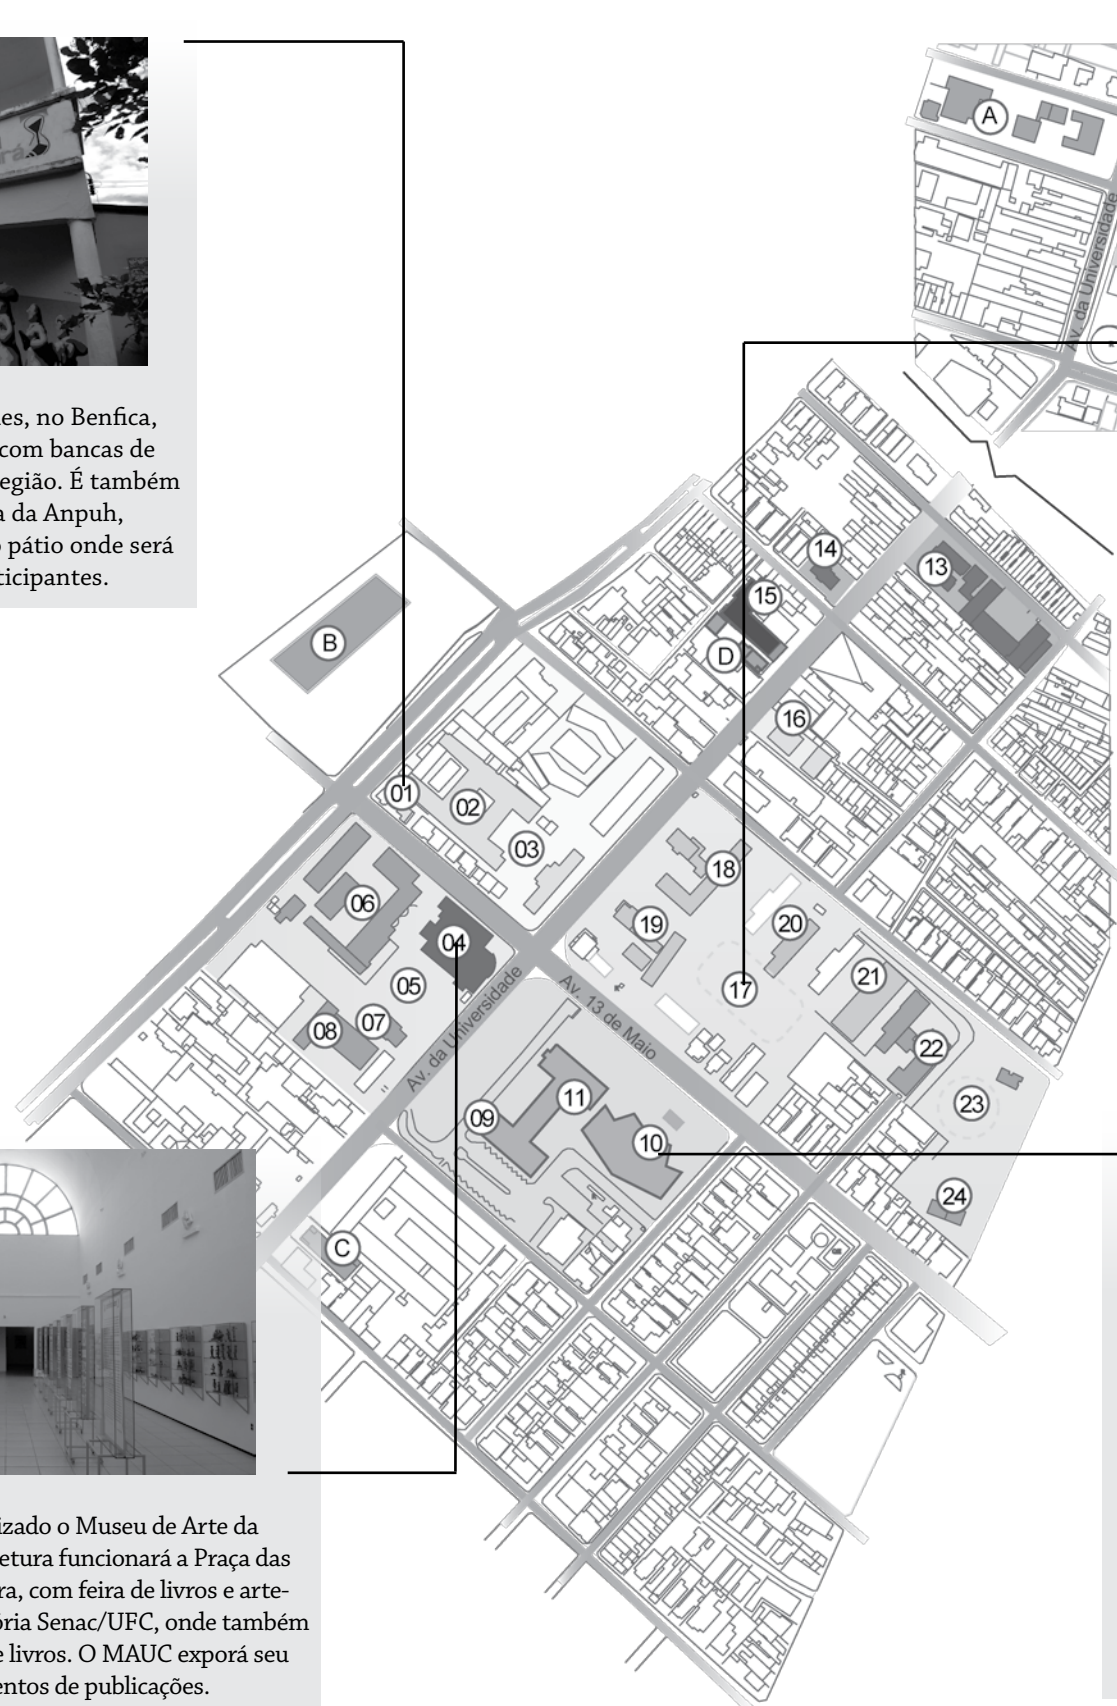 A
Av. da Universidade
es, no Benfica,
com bancas de
egião. É também
a da Anpuh,
o pátio onde será
ticipantes.
14
13
15
B
D
16
01
02
03
18
06
19
20
04
21
05
17
Av. da Universidade
Av. 13 de Maio
08
07
22
11
23
09
10
24
C
izado o Museu de Arte da
etura funcionará a Praça das
ra, com feira de livros e arte-
ória Senac/UFC, onde também
e livros. O MAUC exporá seu
entos de publicações.